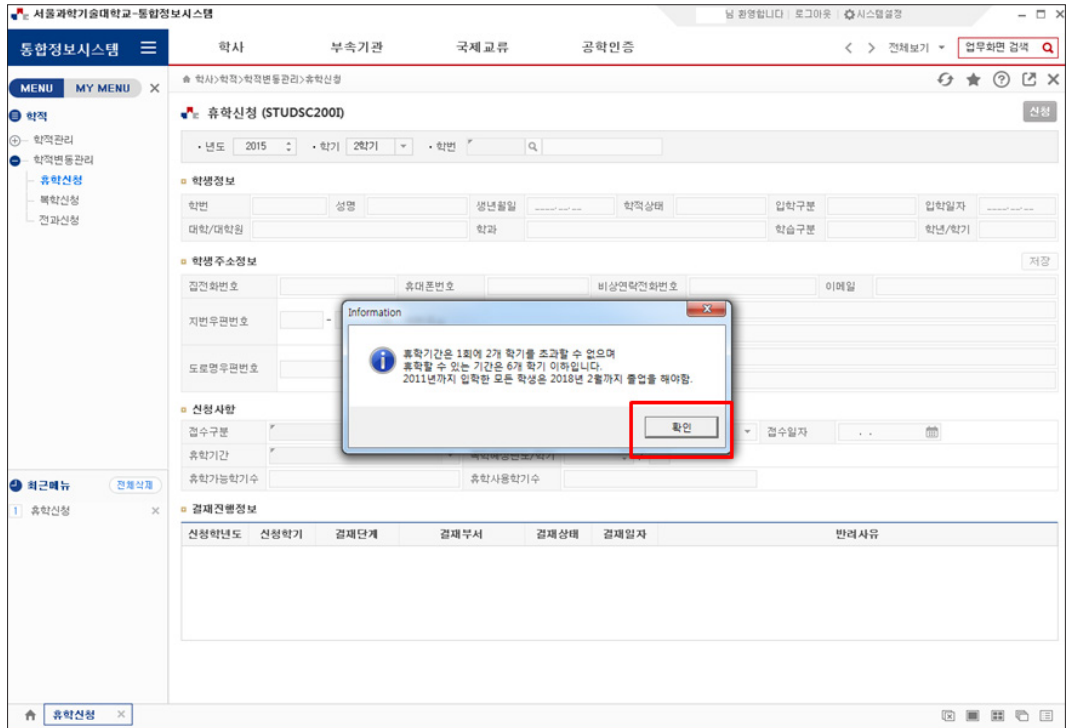 서울과학기술대학교-통합정보시스템
님 환영합니다 로그아웃 시스템설정
통합정보시스템 학사 부속기관 국제교류 공학인증 전체보기 업무화면 검색
MENU MY MENU
학사>학적>학적변동관리>휴학신청
학적
학적관리
학적변동관리
휴학신청
복학신청
전과신청
최근메뉴 전체삭제
1 휴학신청
휴학신청 (STUDSC200I) 신청
년도 2015 학기 2학기 학번
학생정보
학번 성명 생년월일 학적상태 입학구분 입학일자
대학/대학원 학과 학습구분 학년/학기
학생주소정보 저장
집전화번호 휴대폰번호 비상연락전화번호 이메일
지번우편번호 -
도로명우편번호
Information
휴학기간은 1회에 2개 학기를 초과할 수 없으며
휴학할 수 있는 기간은 6개 학기 이하입니다.
2011년까지 입학한 모든 학생은 2018년 2월까지 졸업을 해야함.
확인
신청사항
접수구분 접수일자 . .
휴학기간 복학예정년도/학기
휴학가능학기수 휴학사용학기수
결재진행정보
신청학년도 신청학기 결재단계 결재부서 결재상태 결재일자 반려사유
휴학신청